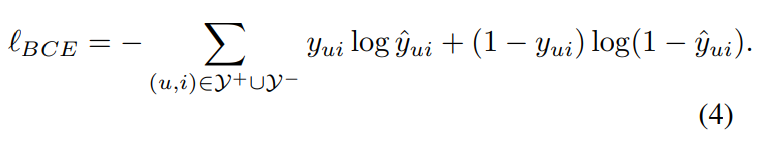 ℓ_{BCE} = − ∑_{(u,i)∈𝒴⁺∪𝒴⁻} y_{ui} log ŷ_{ui} + (1 − y_{ui}) log(1 − ŷ_{ui}).
(4)